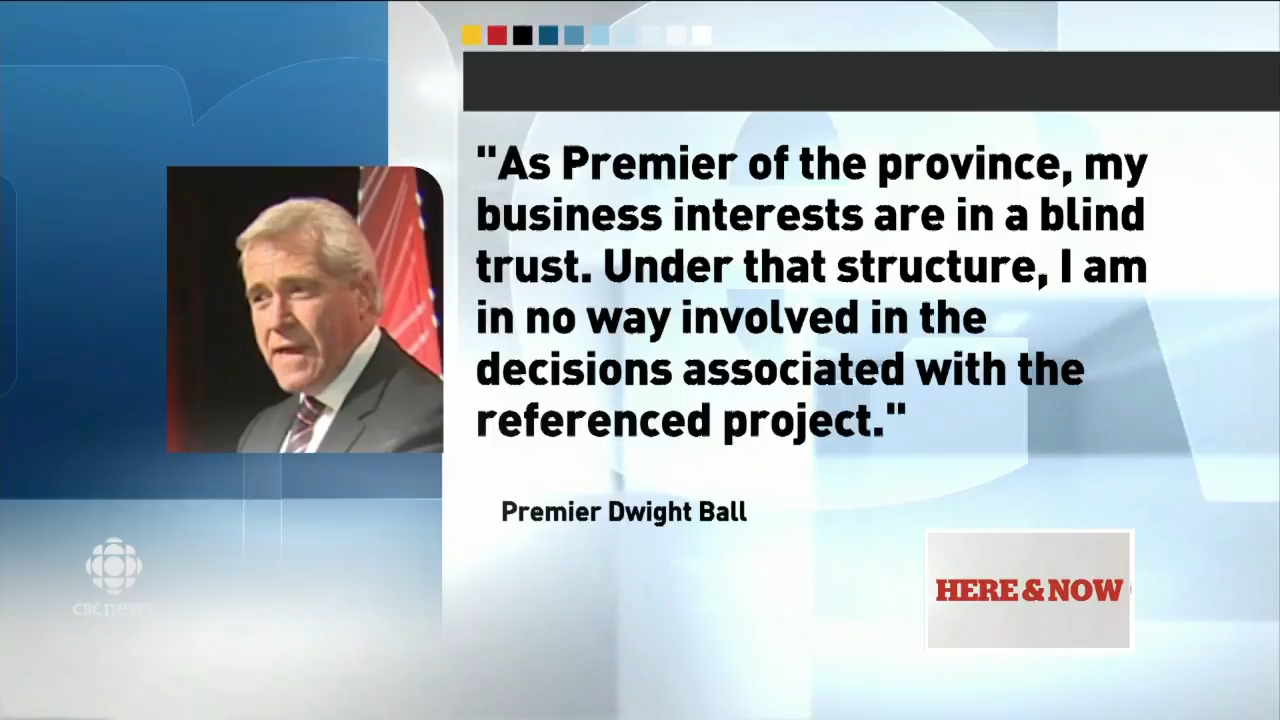 "As Premier of the province, my
business interests are in a blind
trust. Under that structure, I am
in no way involved in the
decisions associated with the
referenced project."
Premier Dwight Ball
CBC news
HERE & NOW